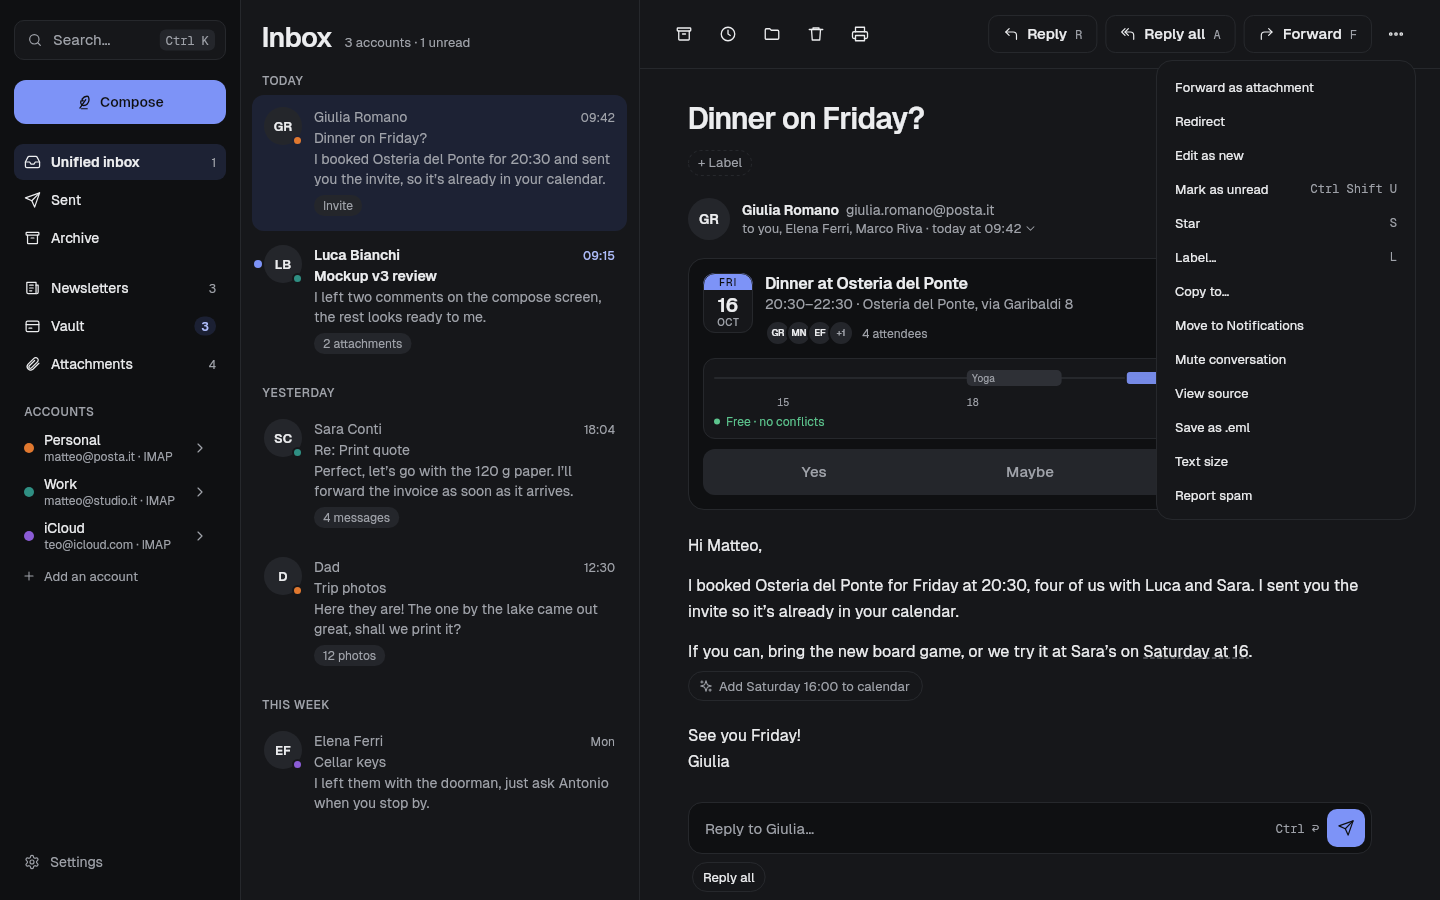 Search… Ctrl K
Compose
Unified inbox 1
Sent
Archive
Newsletters 3
Vault 3
Attachments 4
ACCOUNTS
Personal
matteo@posta.it · IMAP
Work
matteo@studio.it · IMAP
iCloud
teo@icloud.com · IMAP
Add an account
Settings
Inbox 3 accounts · 1 unread
TODAY
GR Giulia Romano 09:42
Dinner on Friday?
I booked Osteria del Ponte for 20:30 and sent
you the invite, so it’s already in your calendar.
Invite
LB Luca Bianchi 09:15
Mockup v3 review
I left two comments on the compose screen,
the rest looks ready to me.
2 attachments
YESTERDAY
SC Sara Conti 18:04
Re: Print quote
Perfect, let’s go with the 120 g paper. I’ll
forward the invoice as soon as it arrives.
4 messages
D Dad 12:30
Trip photos
Here they are! The one by the lake came out
great, shall we print it?
12 photos
THIS WEEK
EF Elena Ferri Mon
Cellar keys
I left them with the doorman, just ask Antonio
when you stop by.
Reply R Reply all A Forward F
Dinner on Friday?
+ Label
GR Giulia Romano giulia.romano@posta.it
to you, Elena Ferri, Marco Riva · today at 09:42
FRI
16
OCT
Dinner at Osteria del Ponte
20:30–22:30 · Osteria del Ponte, via Garibaldi 8
GR MN EF +1 4 attendees
Yoga
15 18
Free · no conflicts
Yes Maybe
Hi Matteo,
I booked Osteria del Ponte for Friday at 20:30, four of us with Luca and Sara. I sent you the
invite so it’s already in your calendar.
If you can, bring the new board game, or we try it at Sara’s on Saturday at 16.
Add Saturday 16:00 to calendar
See you Friday!
Giulia
Reply to Giulia… Ctrl
Reply all
Forward as attachment
Redirect
Edit as new
Mark as unread Ctrl Shift U
Star S
Label… L
Copy to…
Move to Notifications
Mute conversation
View source
Save as .eml
Text size
Report spam